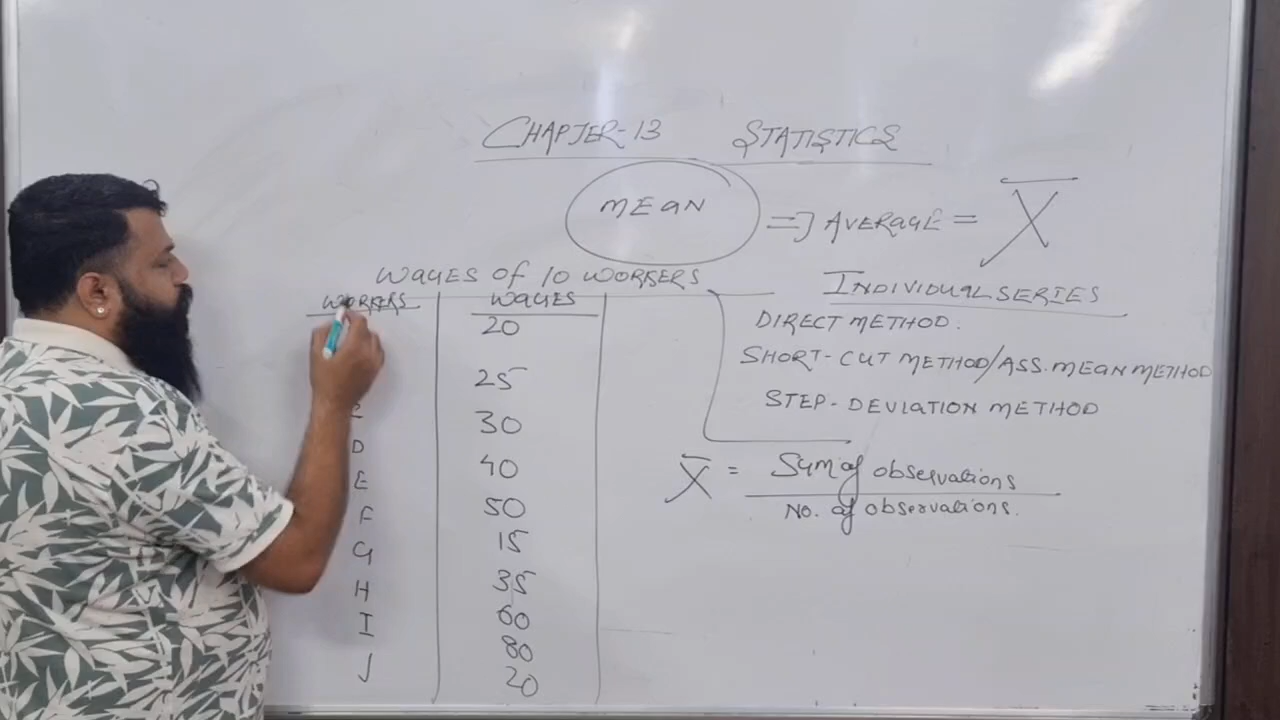 CHAPTER-13 STATISTICS
MEAN => AVERAGE = X̄
WAGES of 10 WORKERS
WORKERS WAGES
20
25
30
D 40
E 50
F 15
G 35
H 60
I 80
J 20
INDIVIDUAL SERIES
DIRECT METHOD.
SHORT-CUT METHOD/ASS. MEAN METHOD
STEP-DEVIATION METHOD
X̄ = Sum of observations
No. of observations.